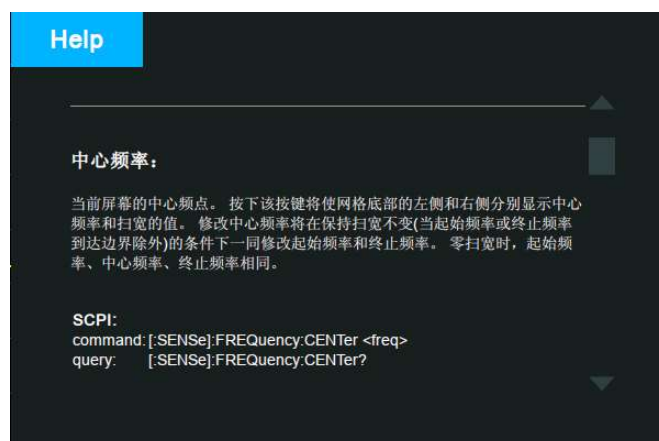 Help
中心频率：
当前屏幕的中心频点。 按下该按键将使网格底部的左侧和右侧分别显示中心
频率和扫宽的值。 修改中心频率将在保持扫宽不变(当起始频率或终止频率
到达边界除外)的条件下一同修改起始频率和终止频率。 零扫宽时，起始频
率、中心频率、终止频率相同。
SCPI:
command: [:SENSe]:FREQuency:CENTer <freq>
query: [:SENSe]:FREQuency:CENTer?